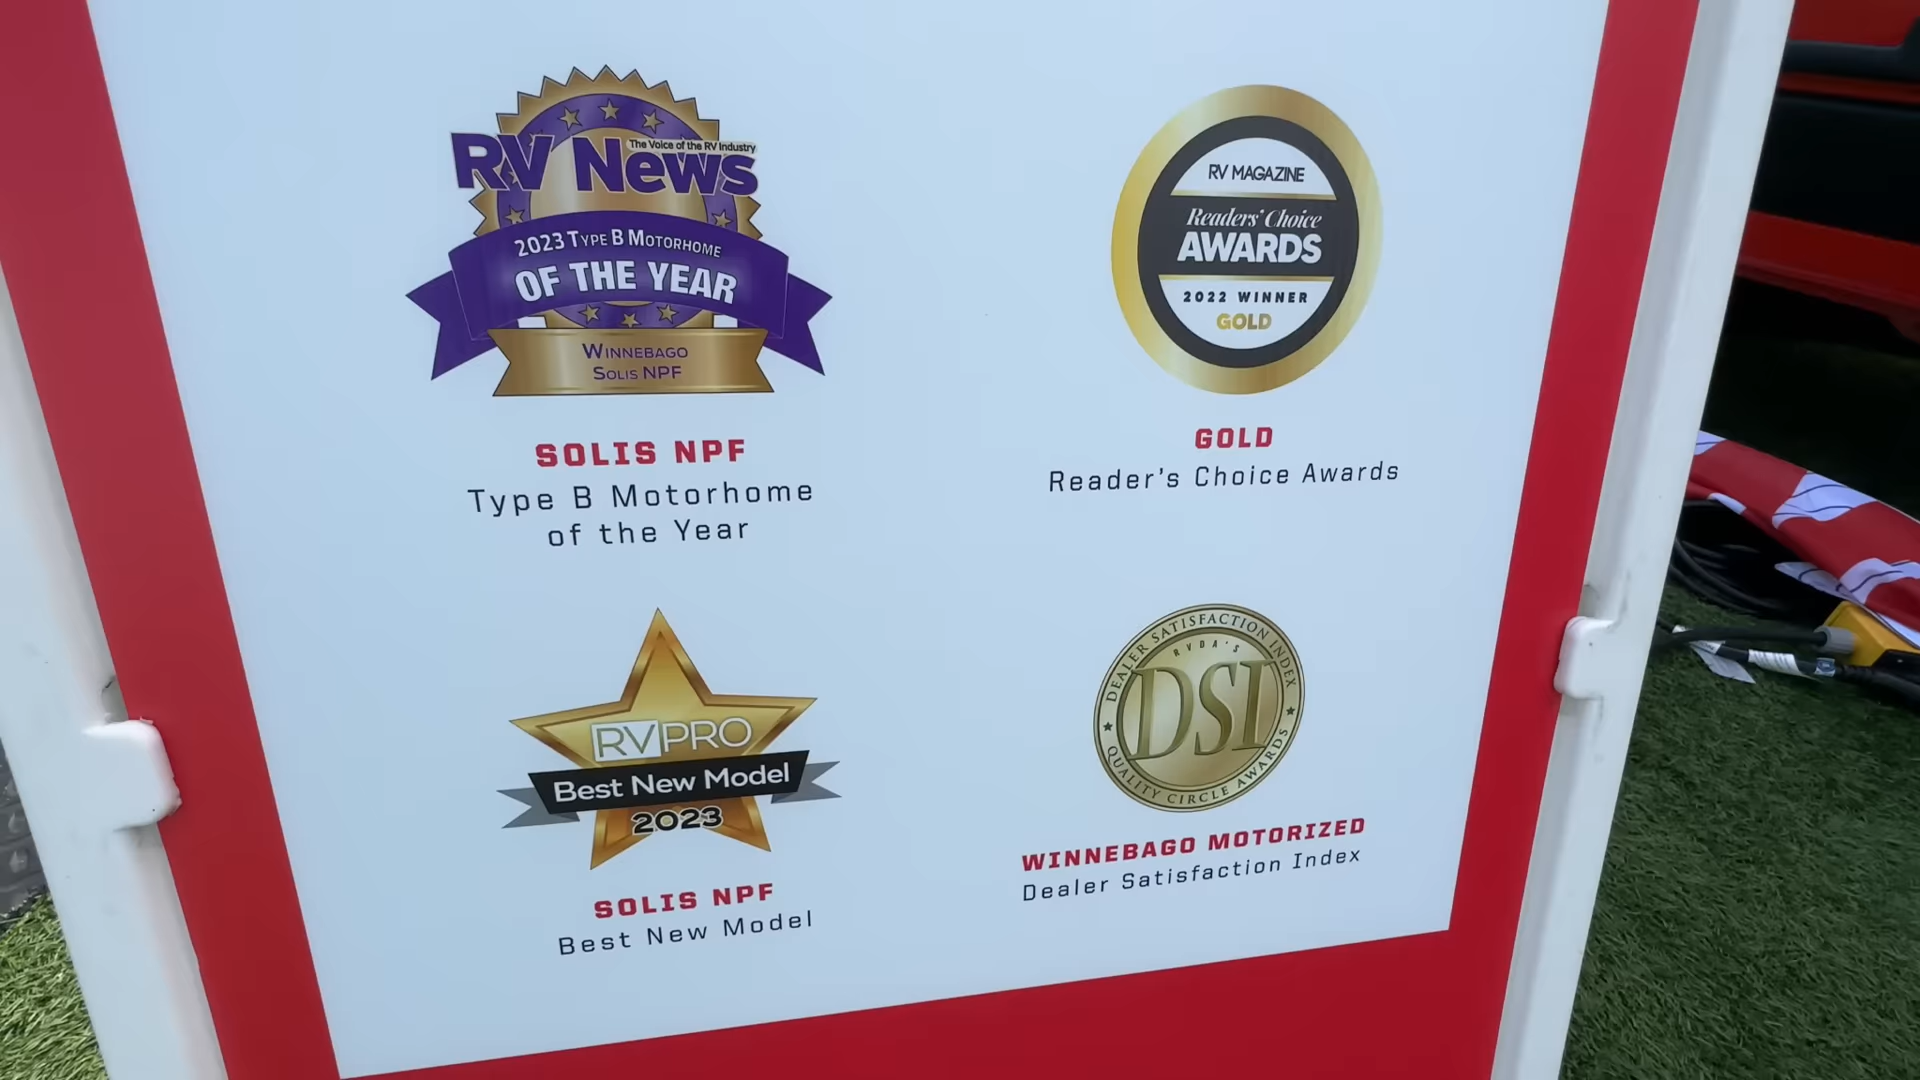 RV News
The Voice of the RV Industry
2023 TYPE B MOTORHOME
OF THE YEAR
WINNEBAGO
SOLIS NPF
SOLIS NPF
Type B Motorhome
of the Year
RV MAGAZINE
Readers' Choice
AWARDS
2022 WINNER
GOLD
GOLD
Reader's Choice Awards
RVPRO
Best New Model
2023
SOLIS NPF
Best New Model
DEALER SATISFACTION INDEX
RVDA'S
DSI
QUALITY CIRCLE AWARDS
WINNEBAGO MOTORIZED
Dealer Satisfaction Index